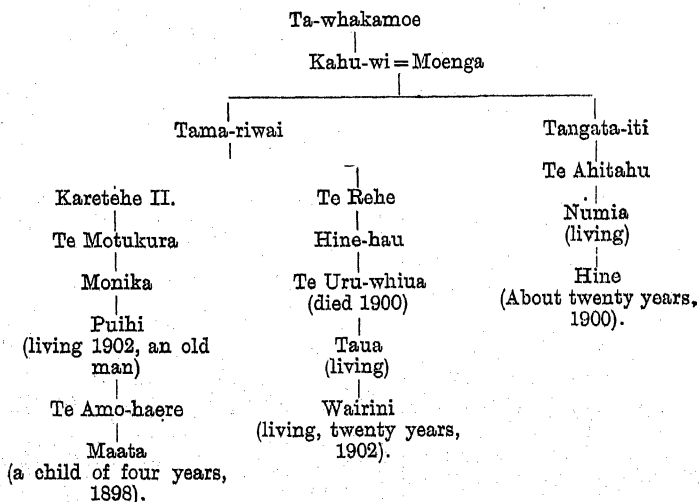 Ta-whakamoe
Kahu-wi = Moenga
Tama-riwai
Tangata-iti
Karetehe II.
Te Motukura
Monika
Puihi
(living 1902, an old
man)
Te Amo-haere
Maata
(a child of four years,
1898).
Te Rehe
Hine-hau
Te Uru-whiua
(died 1900)
Taua
(living)
Wairini
(living, twenty years,
1902).
Te Ahitahu
Numia
(living)
Hine
(About twenty years,
1900).